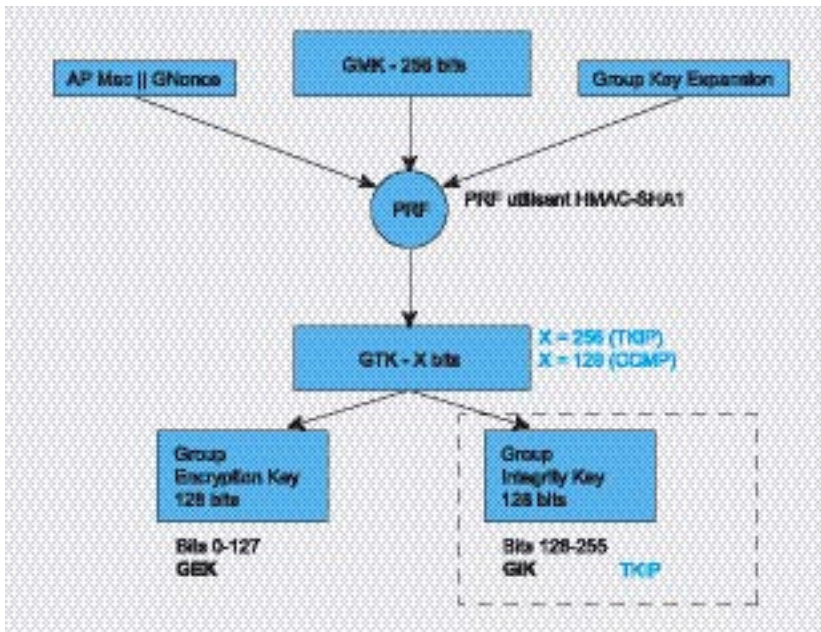 GMK - 256 bits
AP Mac || GNonce
Group Key Expansion
PRF
PRF utilisant HMAC-SHA1
GTK - X bits
X = 256 (TKIP)
X = 128 (CCMP)
Group
Encryption Key
128 bits
Group
Integrity Key
128 bits
Bits 0-127
GEK
Bits 128-255
GIK
TKIP